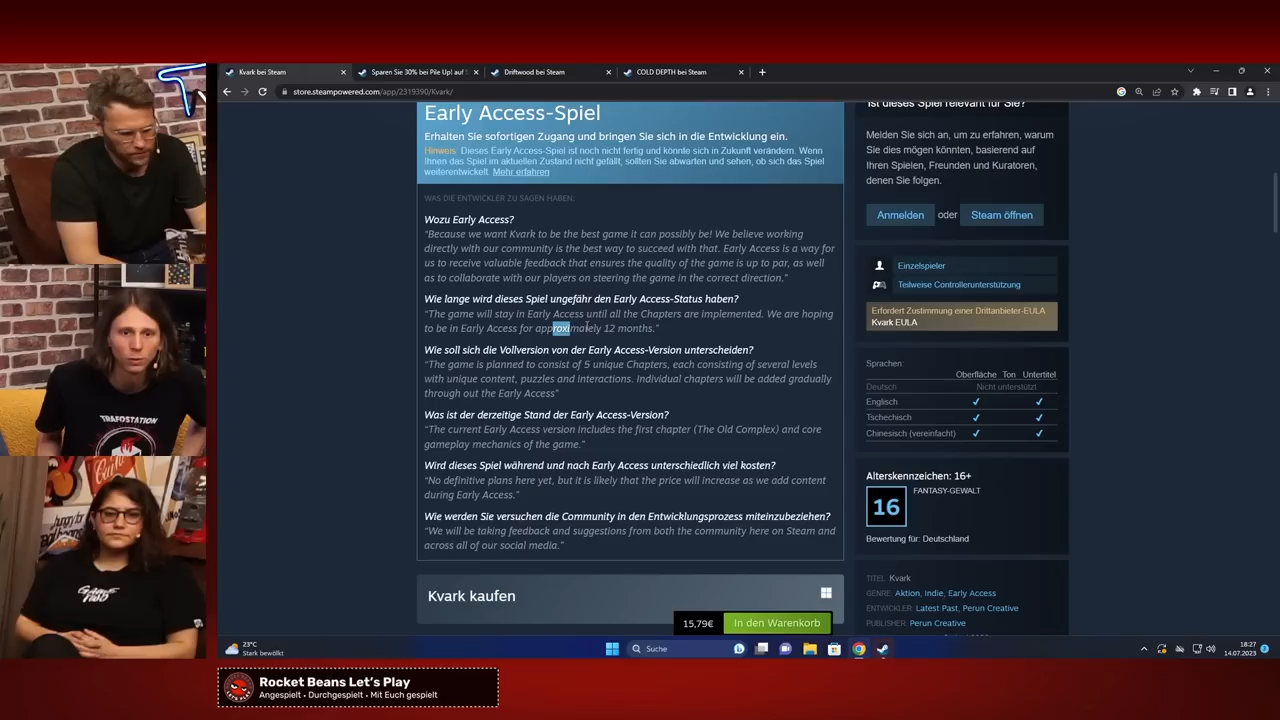 Kvark bei Steam
Sparen Sie 30% bei Pile Up! auf S
Driftwood bei Steam
COLD DEPTH bei Steam
store.steampowered.com/app/2319390/Kvark/
Early Access-Spiel
Erhalten Sie sofortigen Zugang und bringen Sie sich in die Entwicklung ein.
Hinweis: Dieses Early Access-Spiel ist noch nicht fertig und könnte sich in Zukunft verändern. Wenn
Ihnen das Spiel im aktuellen Zustand nicht gefällt, sollten Sie abwarten und sehen, ob sich das Spiel
weiterentwickelt. Mehr erfahren
WAS DIE ENTWICKLER ZU SAGEN HABEN:
Wozu Early Access?
“Because we want Kvark to be the best game it can possibly be! We believe working
directly with our community is the best way to succeed with that. Early Access is a way for
us to receive valuable feedback that ensures the quality of the game is up to par, as well
as to collaborate with our players on steering the game in the correct direction.”
Wie lange wird dieses Spiel ungefähr den Early Access-Status haben?
“The game will stay in Early Access until all the Chapters are implemented. We are hoping
to be in Early Access for approximately 12 months.”
Wie soll sich die Vollversion von der Early Access-Version unterscheiden?
“The game is planned to consist of 5 unique Chapters, each consisting of several levels
with unique content, puzzles and interactions. Individual chapters will be added gradually
through out the Early Access”
Was ist der derzeitige Stand der Early Access-Version?
“The current Early Access version includes the first chapter (The Old Complex) and core
gameplay mechanics of the game.”
Wird dieses Spiel während und nach Early Access unterschiedlich viel kosten?
“No definitive plans here yet, but it is likely that the price will increase as we add content
during Early Access.”
Wie werden Sie versuchen die Community in den Entwicklungsprozess miteinzubeziehen?
“We will be taking feedback and suggestions from both the community here on Steam and
across all of our social media.”
Kvark kaufen
15,79€
In den Warenkorb
Ist dieses Spiel relevant für Sie?
Melden Sie sich an, um zu erfahren, warum
Sie dies mögen könnten, basierend auf
Ihren Spielen, Freunden und Kuratoren,
denen Sie folgen.
Anmelden oder Steam öffnen
Einzelspieler
Teilweise Controllerunterstützung
Erfordert Zustimmung einer Drittanbieter-EULA
Kvark EULA
Sprachen:
Oberfläche Ton Untertitel
Deutsch Nicht unterstützt
Englisch ✔ ✔
Tschechisch ✔ ✔
Chinesisch (vereinfacht) ✔ ✔
Alterskennzeichen: 16+
16
FANTASY-GEWALT
Bewertung für: Deutschland
TITEL Kvark
GENRE: Aktion, Indie, Early Access
ENTWICKLER Latest Past, Perun Creative
PUBLISHER: Perun Creative
TRAFOSTATION
23°C
Stark bewölkt
Suche
18:27
14.07.2023
Rocket Beans Let's Play
Angespielt • Durchgespielt • Mit Euch gespielt